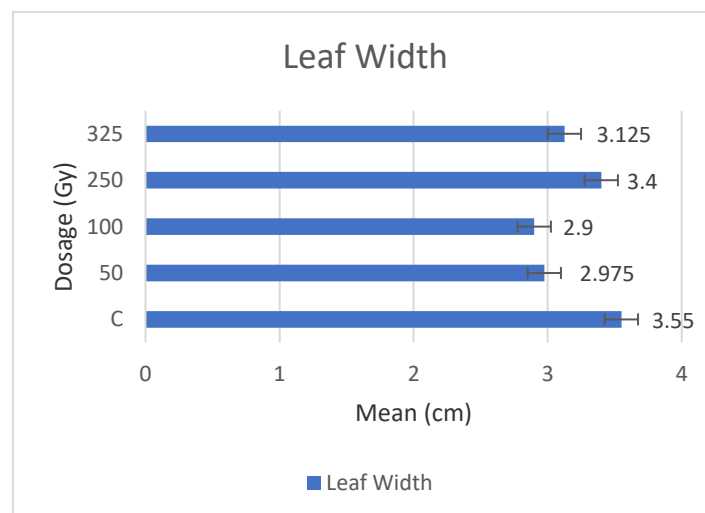 Leaf Width
Dosage (Gy)
325
3.125
250
3.4
100
2.9
50
2.975
C
3.55
0 1 2 3 4
Mean (cm)
Leaf Width